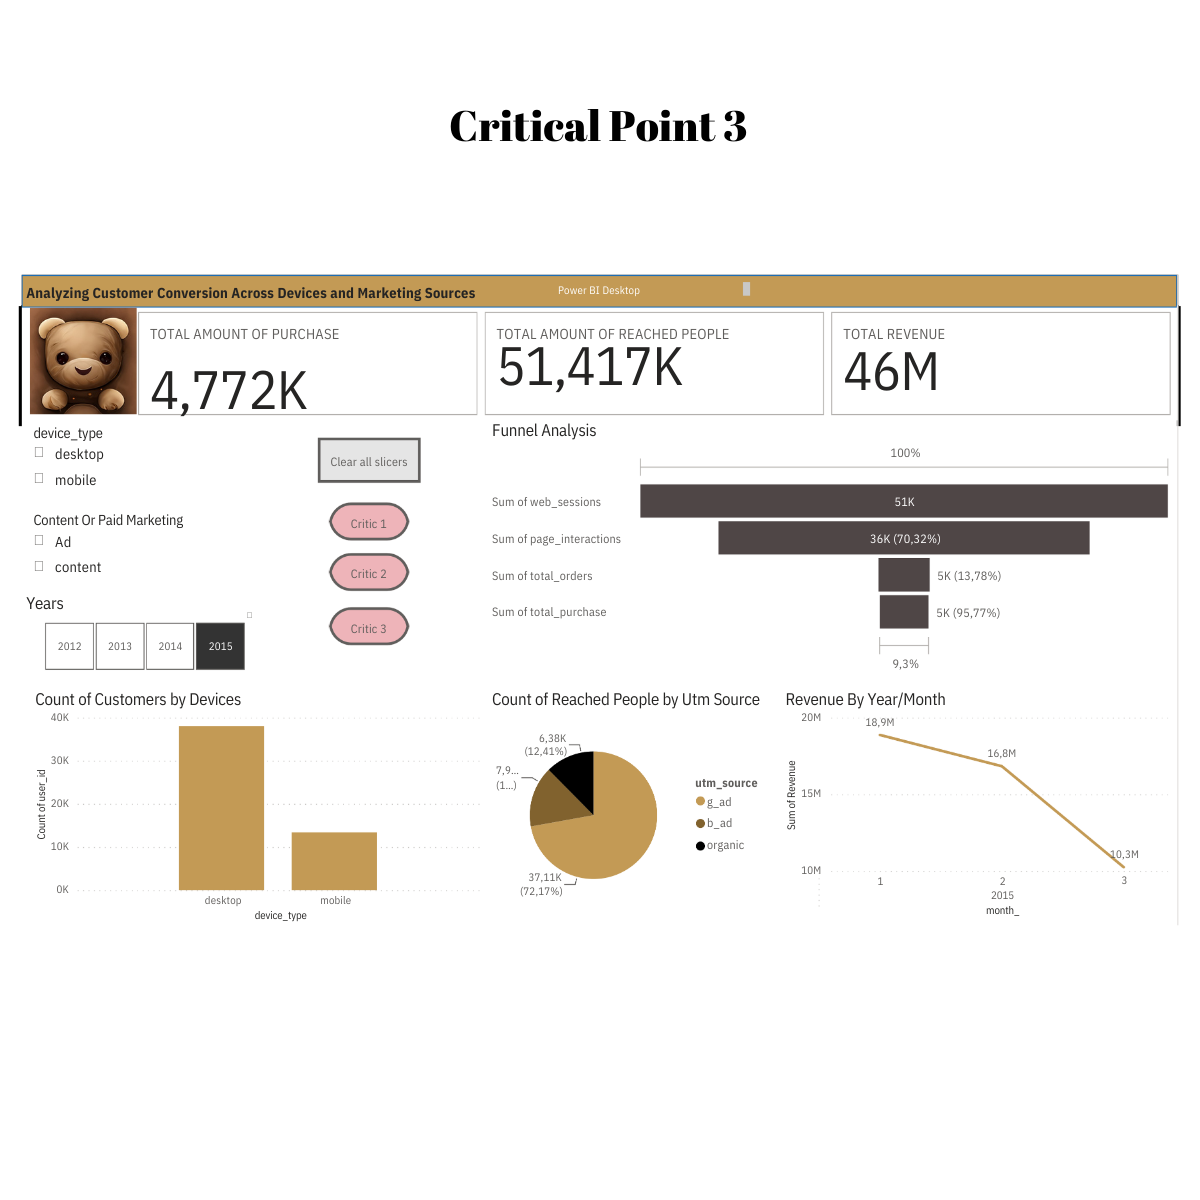 Critical Point 3
Analyzing Customer Conversion Across Devices and Marketing Sources
Power BI Desktop
TOTAL AMOUNT OF PURCHASE
4,772K
TOTAL AMOUNT OF REACHED PEOPLE
51,417K
TOTAL REVENUE
46M
device_type
desktop
mobile
Content Or Paid Marketing
Ad
content
Years
2012
2013
2014
2015
Clear all slicers
Critic 1
Critic 2
Critic 3
Funnel Analysis
100%
Sum of web_sessions
51K
Sum of page_interactions
36K (70,32%)
Sum of total_orders
5K (13,78%)
Sum of total_purchase
5K (95,77%)
9,3%
Count of Customers by Devices
Count of user_id
40K
30K
20K
10K
0K
desktop
mobile
device_type
Count of Reached People by Utm Source
6,38K
(12,41%)
7,9...
(1...)
37,11K
(72,17%)
utm_source
g_ad
b_ad
organic
Revenue By Year/Month
Sum of Revenue
20M
15M
10M
18,9M
16,8M
10,3M
1
2
3
2015
month_